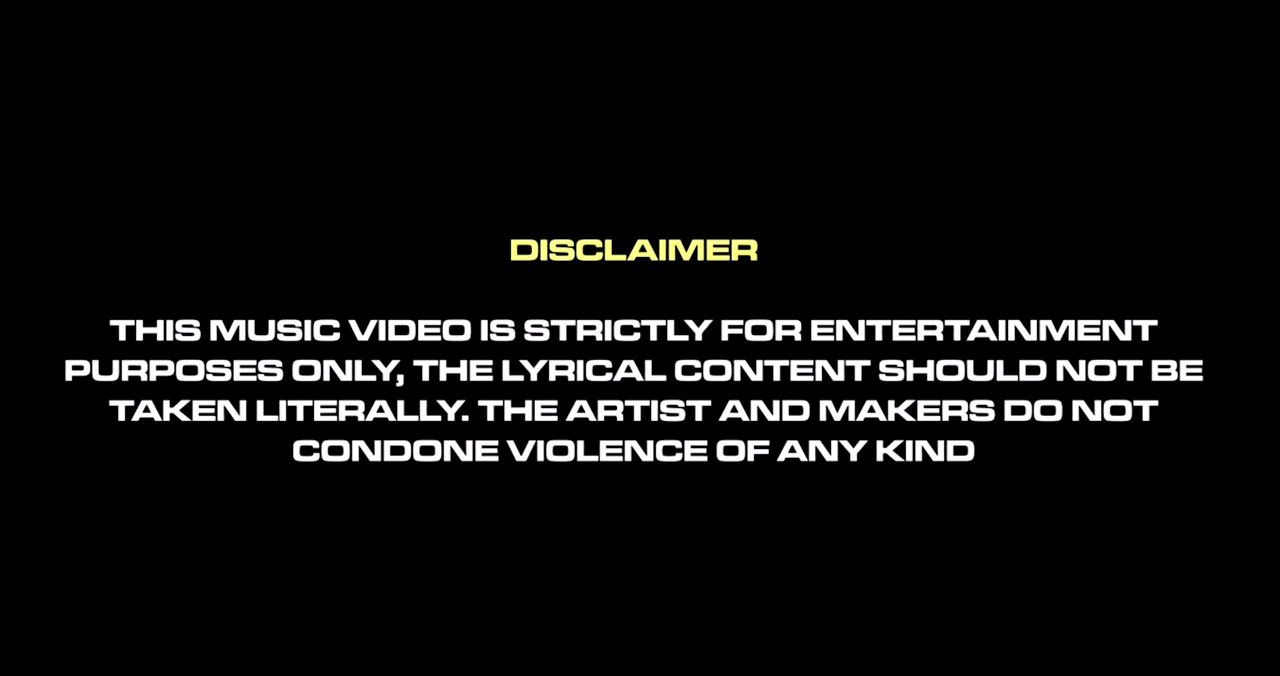 DISCLAIMER
THIS MUSIC VIDEO IS STRICTLY FOR ENTERTAINMENT
PURPOSES ONLY, THE LYRICAL CONTENT SHOULD NOT BE
TAKEN LITERALLY. THE ARTIST AND MAKERS DO NOT
CONDONE VIOLENCE OF ANY KIND